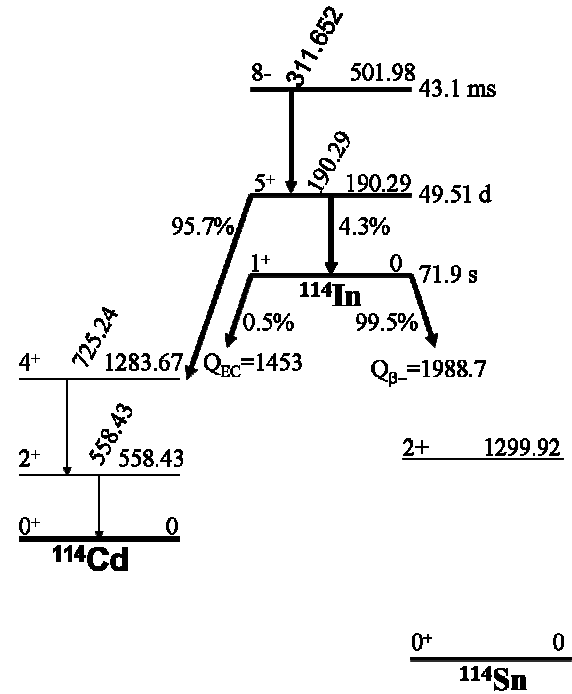 311.652
8- 501.98
43.1 ms
190.29
5⁺ 190.29
49.51 d
95.7% 4.3%
1⁺ 0
71.9 s
¹¹⁴In
0.5% 99.5%
Q_EC=1453
Q_β−=1988.7
725.24
4⁺ 1283.67
558.43
2⁺ 558.43
2+ 1299.92
0⁺ 0
¹¹⁴Cd
0⁺ 0
¹¹⁴Sn